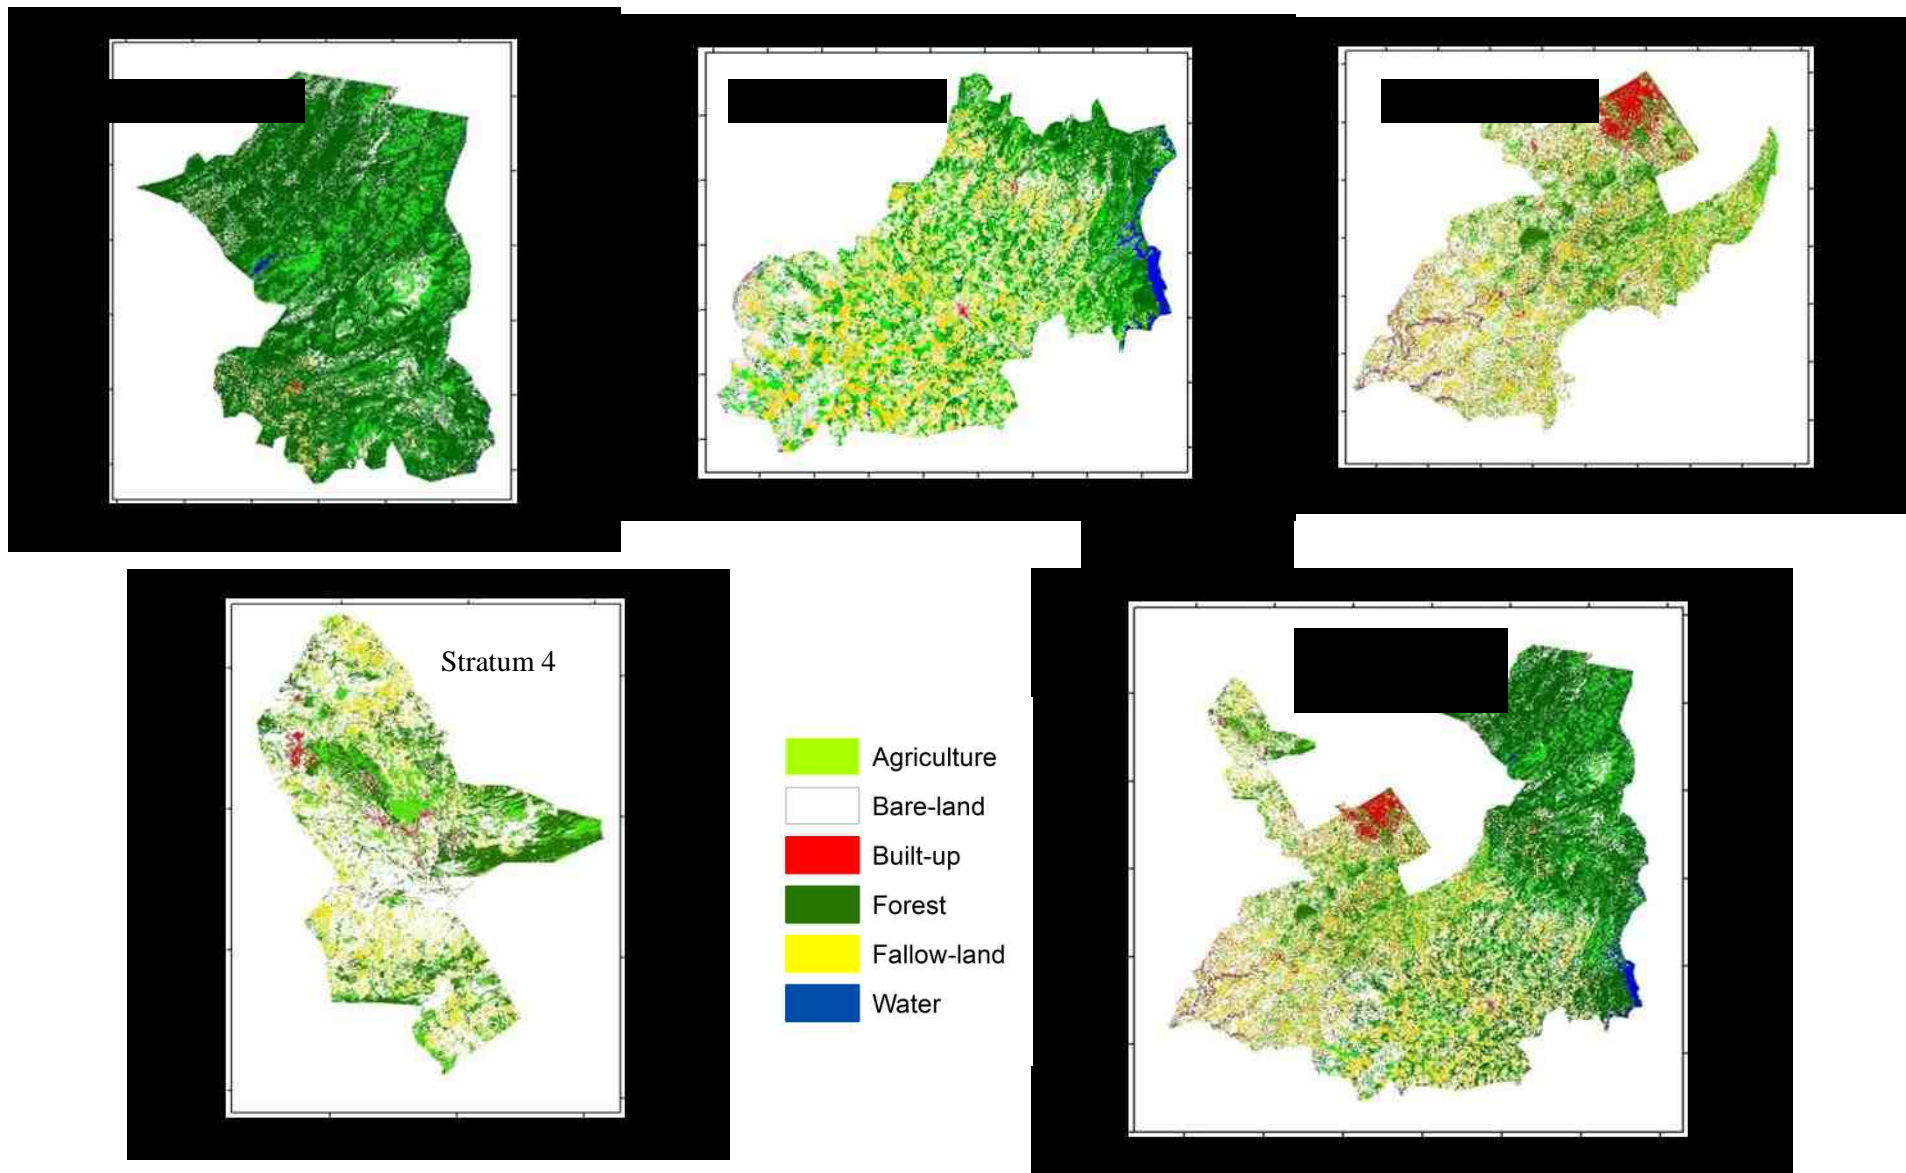 Stratum 4
Agriculture
Bare-land
Built-up
Forest
Fallow-land
Water